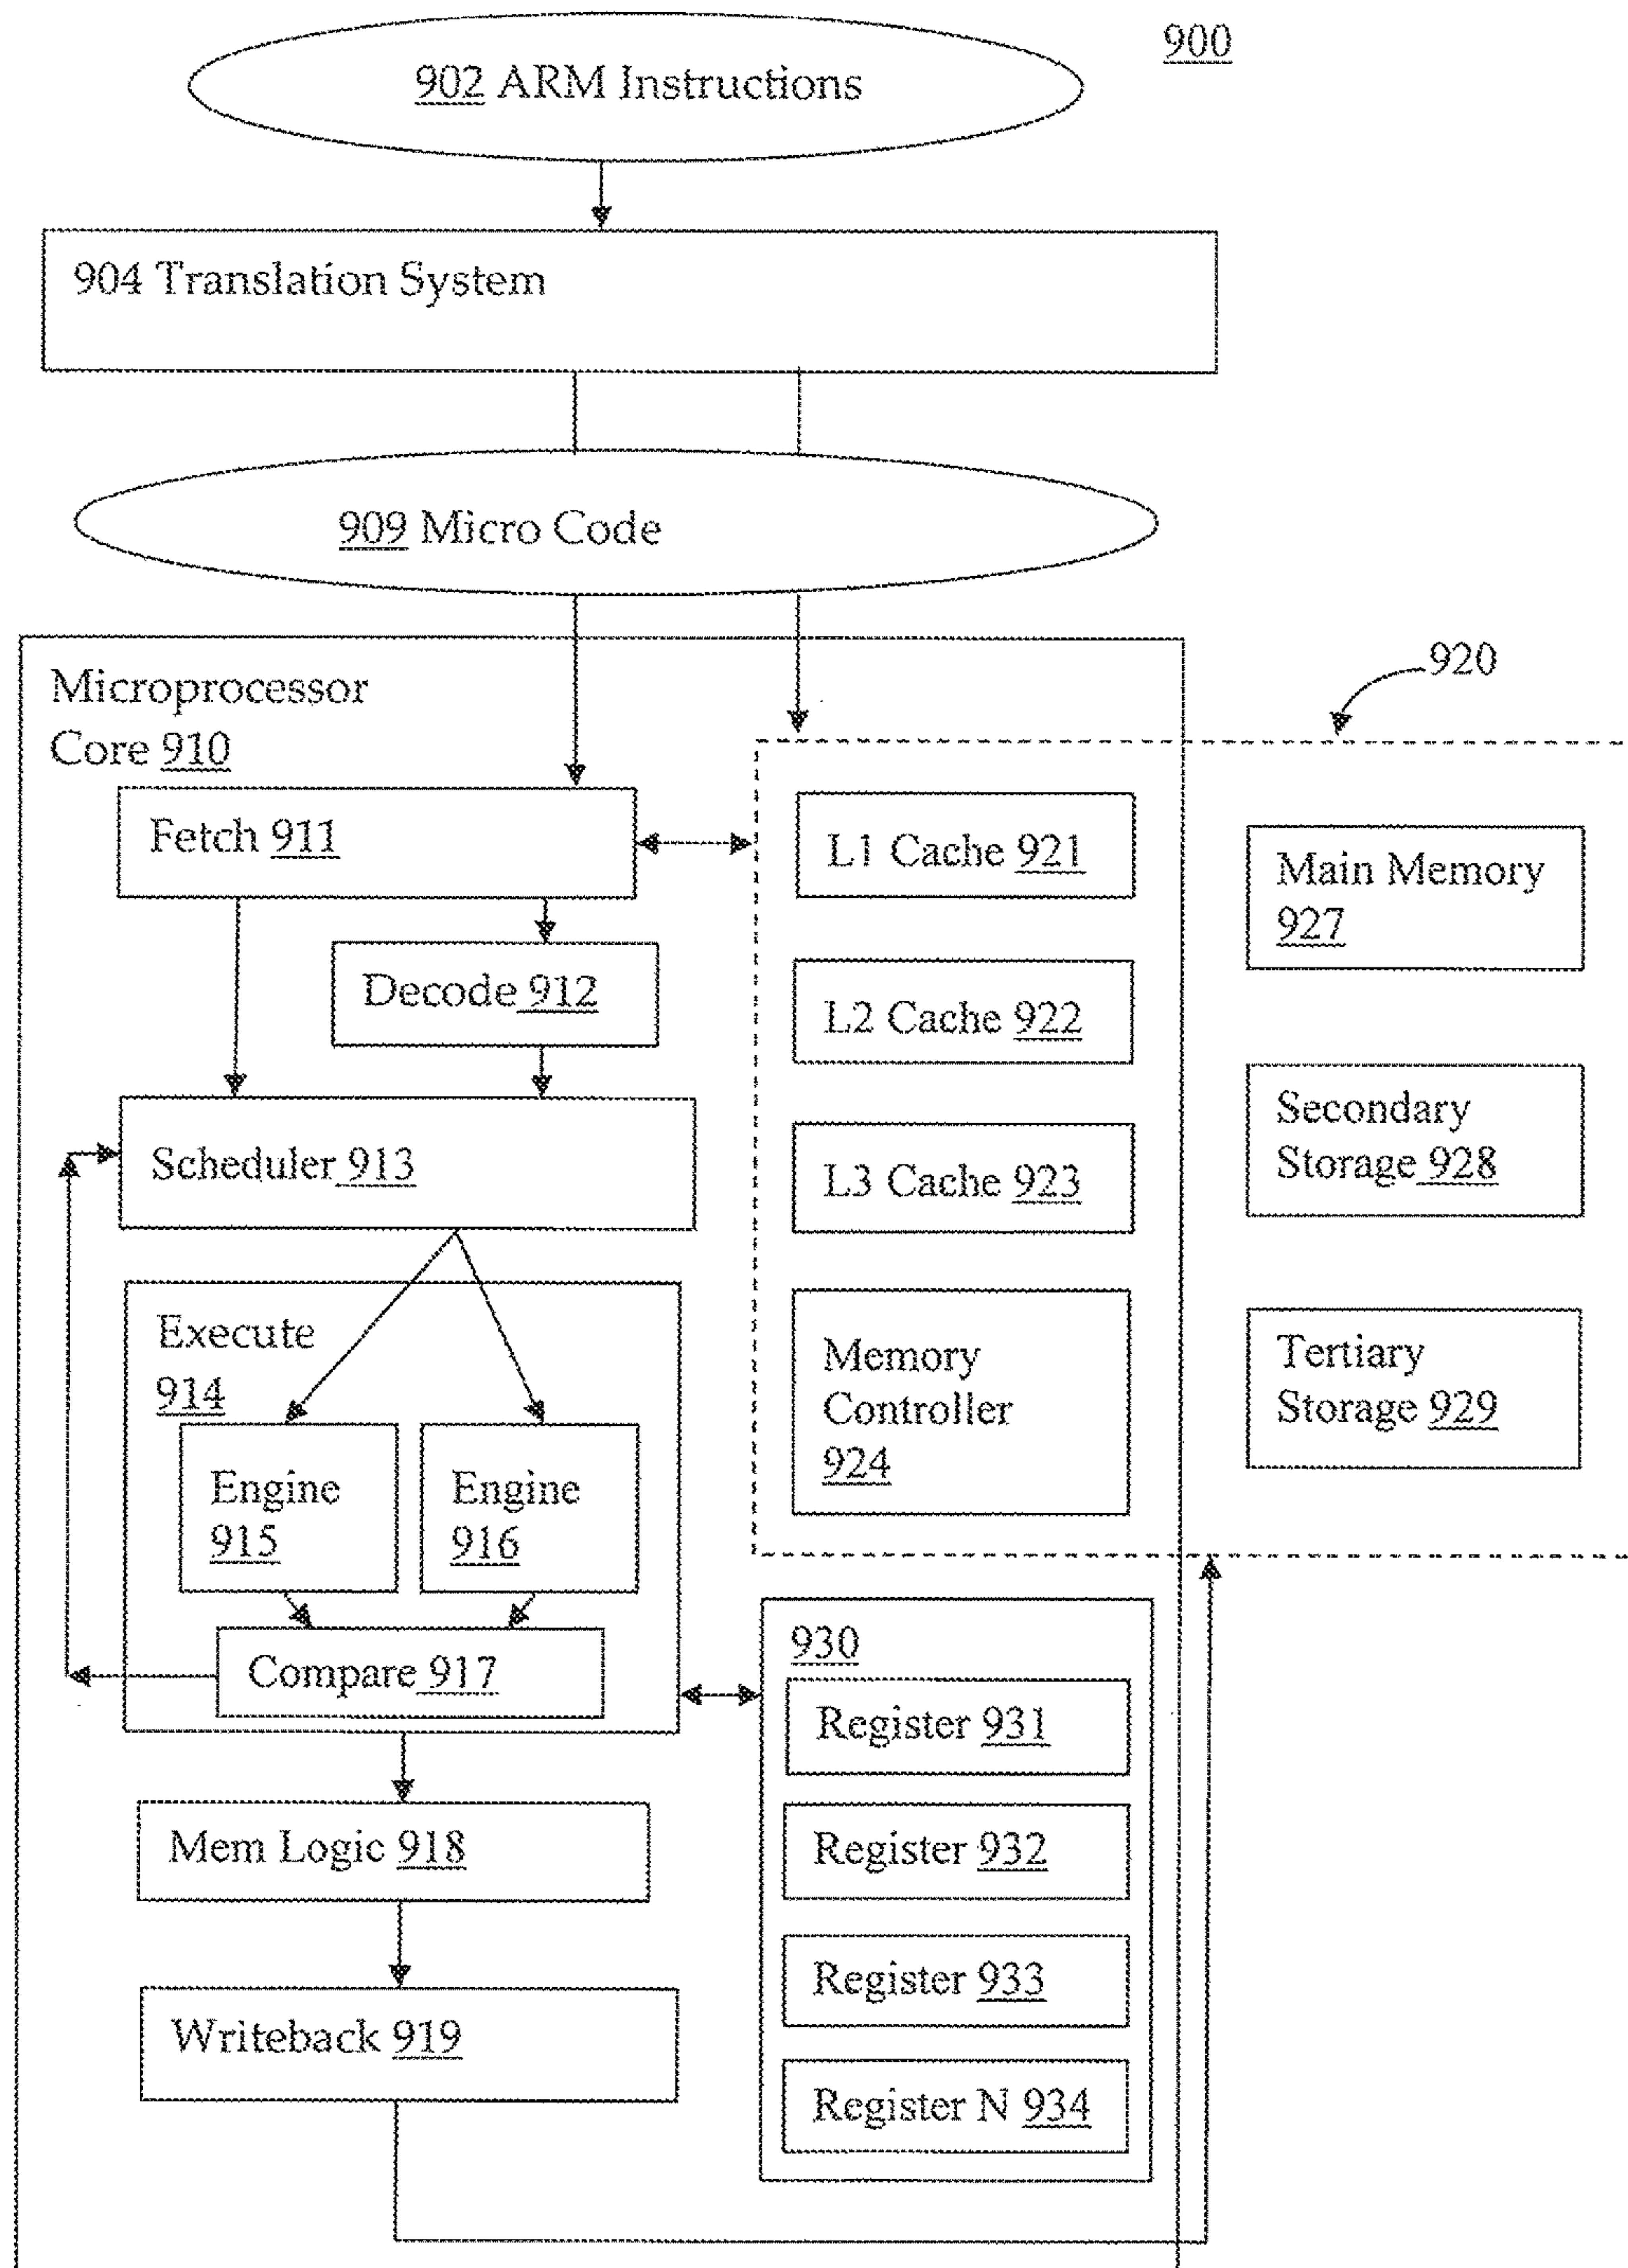 900
902 ARM Instructions
904 Translation System
909 Micro Code
Microprocessor
Core 910
920
Fetch 911
L1 Cache 921
Main Memory
927
Decode 912
L2 Cache 922
Scheduler 913
L3 Cache 923
Secondary
Storage 928
Execute
914
Memory
Controller
924
Tertiary
Storage 929
Engine
915
Engine
916
Compare 917
930
Register 931
Mem Logic 918
Register 932
Register 933
Writeback 919
Register N 934